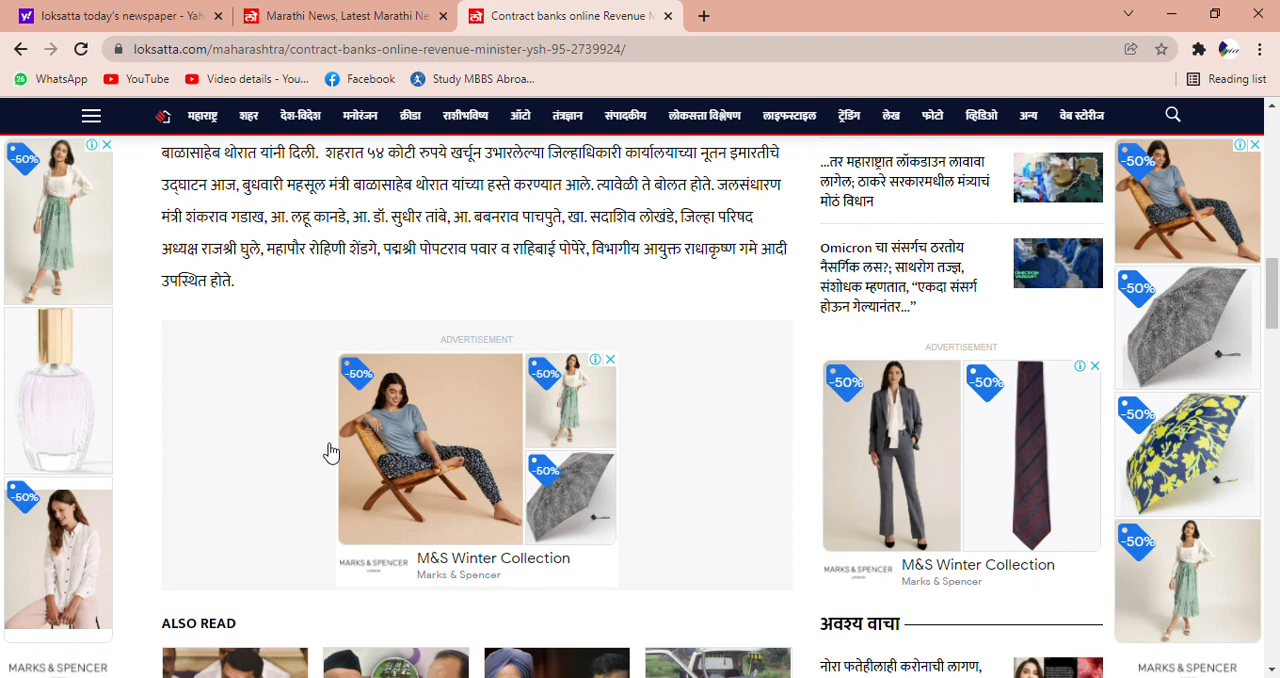 loksatta today's newspaper - Yah
Marathi News, Latest Marathi Ne
Contract banks online Revenue M
loksatta.com/maharashtra/contract-banks-online-revenue-minister-ysh-95-2739924/
26 WhatsApp
YouTube
Video details - You...
Facebook
Study MBBS Abroa...
Reading list
महाराष्ट्र शहर देश-विदेश मनोरंजन क्रीडा राशीभविष्य ऑटो तंत्रज्ञान संपादकीय लोकसत्ता विश्लेषण लाइफस्टाइल ट्रेंडिंग लेख फोटो व्हिडिओ अन्य वेब स्टोरीज
बाळासाहेब थोरात यांनी दिली. शहरात ५४ कोटी रुपये खर्चून उभारलेल्या जिल्हाधिकारी कार्यालयाच्या नूतन इमारतीचे
उद्घाटन आज, बुधवारी महसूल मंत्री बाळासाहेब थोरात यांच्या हस्ते करण्यात आले. त्यावेळी ते बोलत होते. जलसंधारण
मंत्री शंकराव गडाख, आ. लहू कानडे, आ. डॉ. सुधीर तांबे, आ. बबनराव पाचपुते, खा. सदाशिव लोखंडे, जिल्हा परिषद
अध्यक्ष राजश्री घुले, महापौर रोहिणी शेंडगे, पद्मश्री पोपटराव पवार व राहिबाई पोपेरे, विभागीय आयुक्त राधाकृष्ण गमे आदी
उपस्थित होते.
ADVERTISEMENT
-50%
-50%
-50%
MARKS & SPENCER
LONDON
M&S Winter Collection
Marks & Spencer
ALSO READ
...तर महाराष्ट्रात लॉकडाउन लावावा
लागेल; ठाकरे सरकारमधील मंत्र्याचं
मोठं विधान
Omicron चा संसर्गच ठरतोय
नैसर्गिक लस?; साथरोग तज्ज्ञ,
संशोधक म्हणतात, “एकदा संसर्ग
होऊन गेल्यानंतर...”
OMICRON
VARIANT
ADVERTISEMENT
-50%
-50%
MARKS & SPENCER
LONDON
M&S Winter Collection
Marks & Spencer
अवश्य वाचा
नोरा फतेहीलाही करोनाची लागण,
-50%
-50%
MARKS & SPENCER
-50%
-50%
-50%
-50%
MARKS & SPENCER